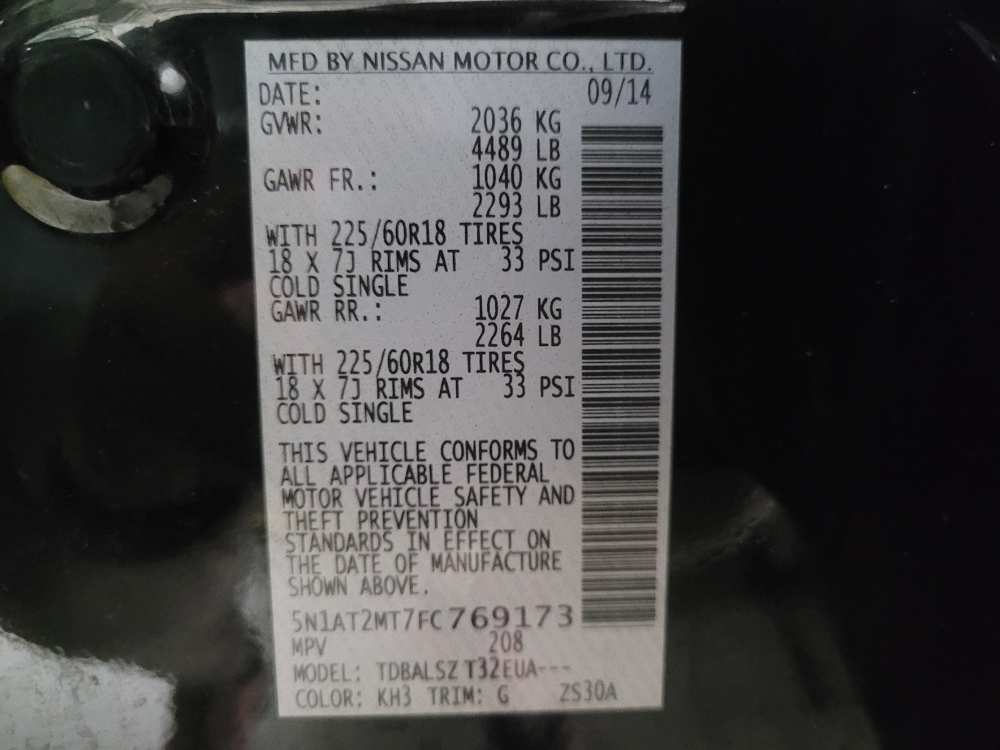 MFD BY NISSAN MOTOR CO., LTD.
DATE: 09/14
GVWR: 2036 KG
4489 LB
GAWR FR.: 1040 KG
2293 LB
WITH 225/60R18 TIRES
18 X 7J RIMS AT 33 PSI
COLD SINGLE
GAWR RR.: 1027 KG
2264 LB
WITH 225/60R18 TIRES
18 X 7J RIMS AT 33 PSI
COLD SINGLE
THIS VEHICLE CONFORMS TO
ALL APPLICABLE FEDERAL
MOTOR VEHICLE SAFETY AND
THEFT PREVENTION
STANDARDS IN EFFECT ON
THE DATE OF MANUFACTURE
SHOWN ABOVE.
5N1AT2MT7FC769173
MPV 208
MODEL: TDBALSZ T32EUA---
COLOR: KH3 TRIM: G ZS30A